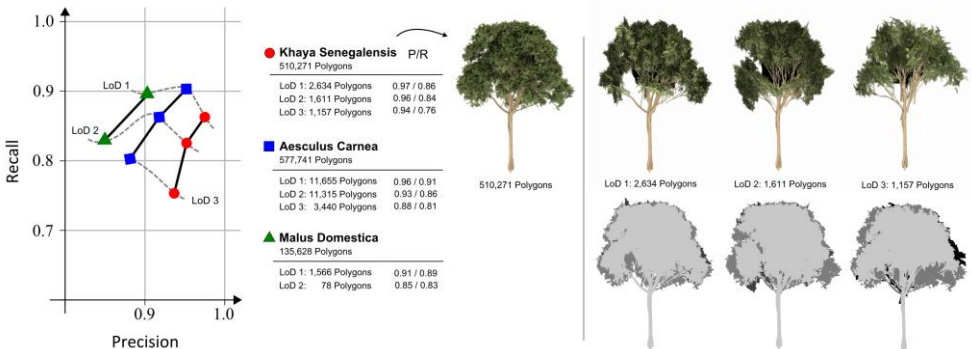 1.0
0.9
0.8
0.7
Recall
0.9
1.0
Precision
LoD 1
LoD 2
LoD 3
P/R
Khaya Senegalensis
510,271 Polygons
LoD 1: 2,634 Polygons 0.97 / 0.86
LoD 2: 1,611 Polygons 0.96 / 0.84
LoD 3: 1,157 Polygons 0.94 / 0.76
Aesculus Carnea
577,741 Polygons
LoD 1: 11,655 Polygons 0.96 / 0.91
LoD 2: 11,315 Polygons 0.93 / 0.86
LoD 3: 3,440 Polygons 0.88 / 0.81
Malus Domestica
135,628 Polygons
LoD 1: 1,566 Polygons 0.91 / 0.89
LoD 2: 78 Polygons 0.85 / 0.83
510,271 Polygons
LoD 1: 2,634 Polygons
LoD 2: 1,611 Polygons
LoD 3: 1,157 Polygons